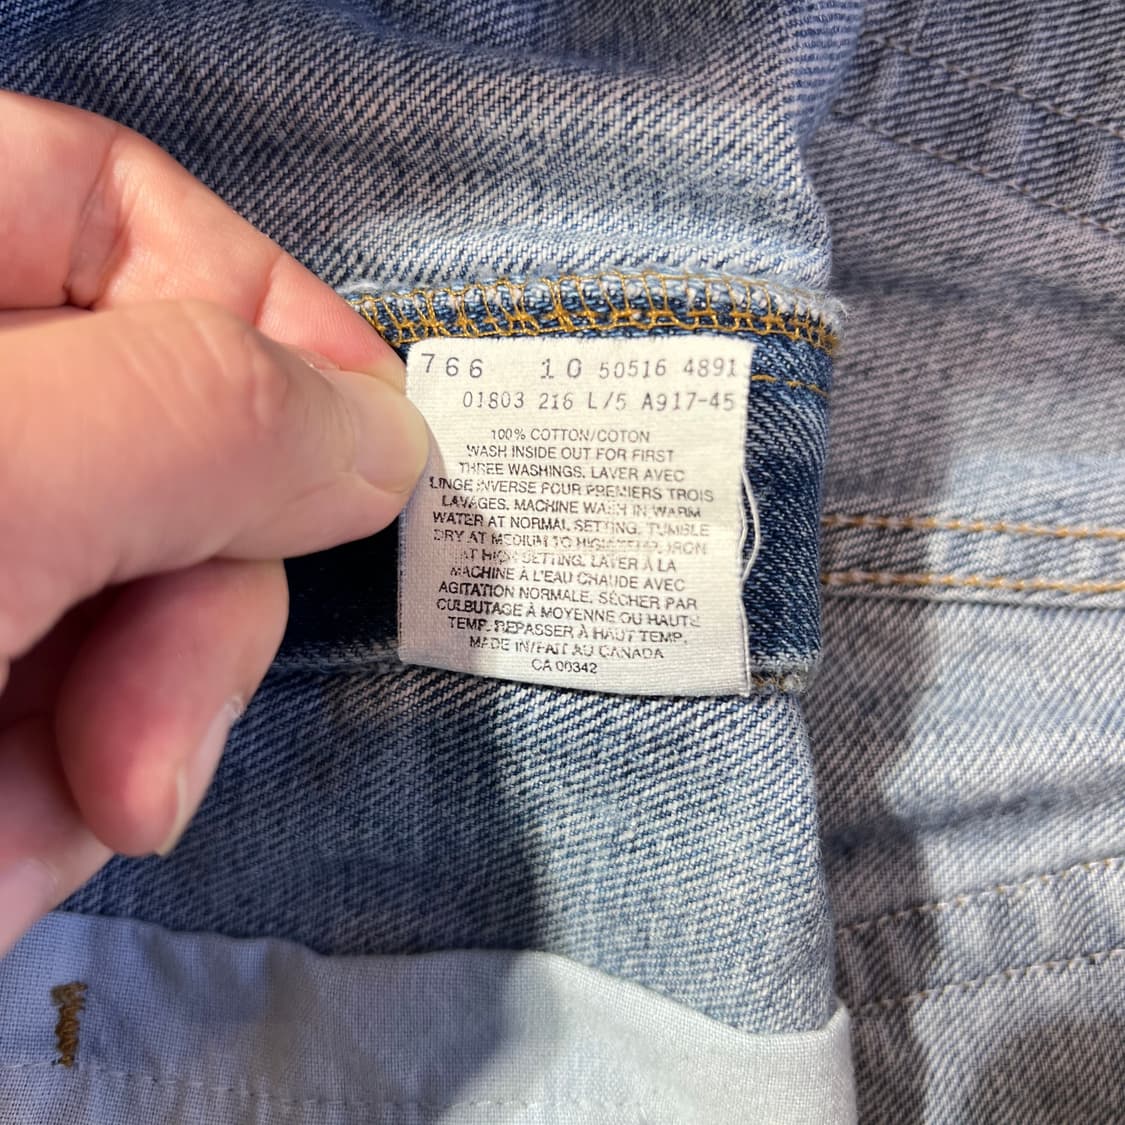 766 10 50516 4891
01803 216 L/5 A917-45
100% COTTON/COTON
WASH INSIDE OUT FOR FIRST
THREE WASHINGS. LAVER AVEC
LINGE INVERSE POUR PREMIERS TROIS
LAVAGES. MACHINE WASH IN WARM
WATER AT NORMAL SETTING. TUMBLE
DRY AT MEDIUM TO HIGH IRON
AT HIGH SETTING. LAVER À LA
MACHINE À L'EAU CHAUDE AVEC
AGITATION NORMALE. SÉCHER PAR
CULBUTAGE À MOYENNE OU HAUTE
TEMP. REPASSER À HAUT TEMP.
MADE IN/FAIT AU CANADA
CA 00342